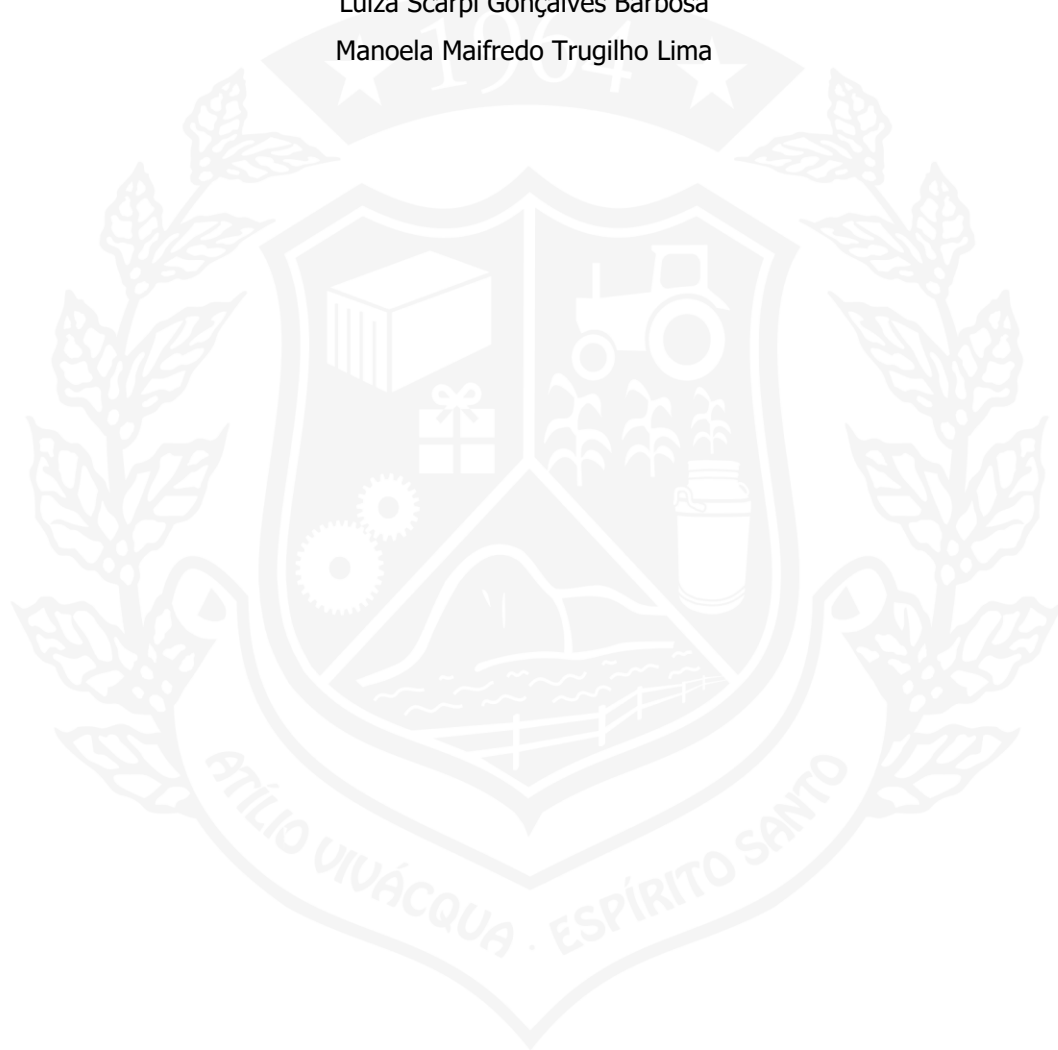 Luiza Scarpi Gonçalves Barbosa
Manoela Maifredo Trugilho Lima
1964
ATÍLIO VIVÁCQUA · ESPÍRITO SANTO